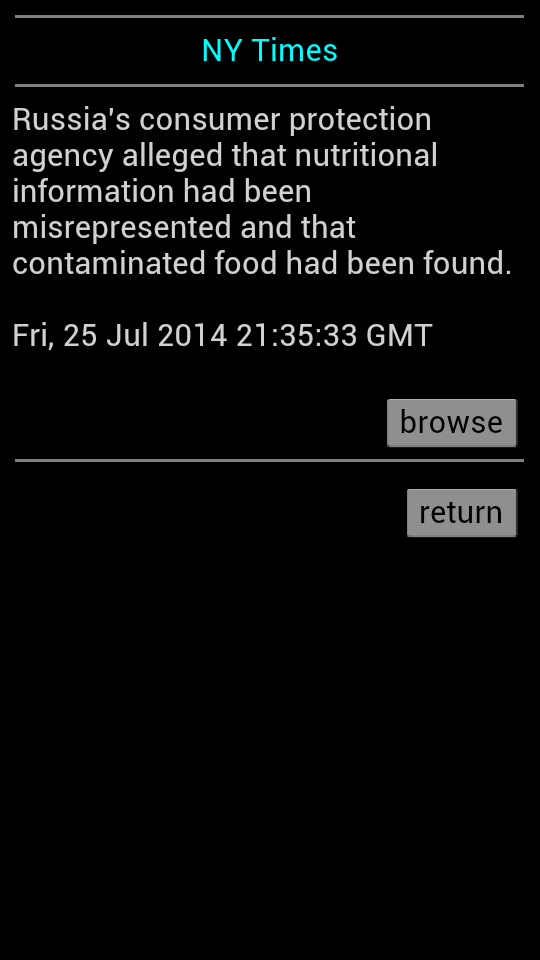 NY Times
Russia's consumer protection
agency alleged that nutritional
information had been
misrepresented and that
contaminated food had been found.
Fri, 25 Jul 2014 21:35:33 GMT
browse
return